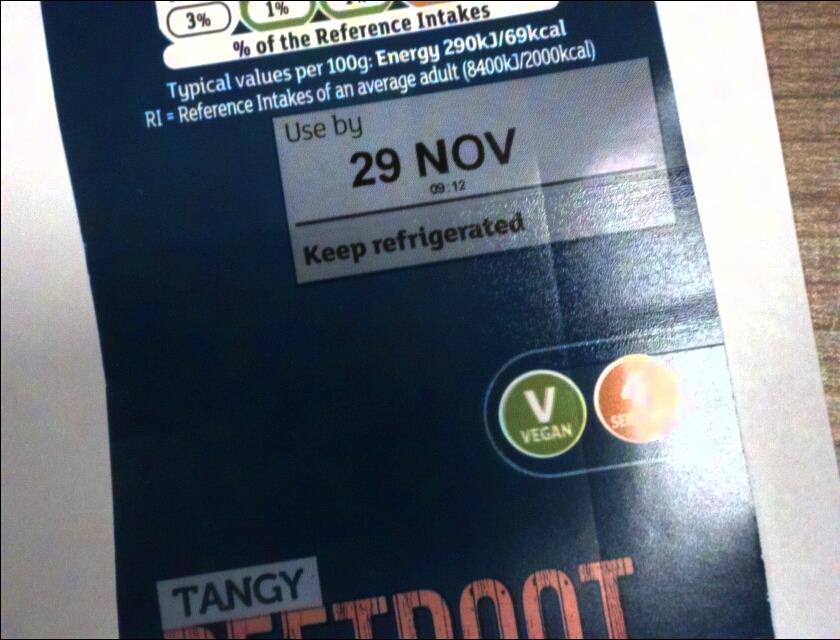 3% 1%
% of the Reference Intakes
Typical values per 100g: Energy 290kJ/69kcal
RI = Reference Intakes of an average adult (8400kJ/2000kcal)
Use by
29 NOV
09:12
Keep refrigerated
V
VEGAN
TANGY
BEETROOT